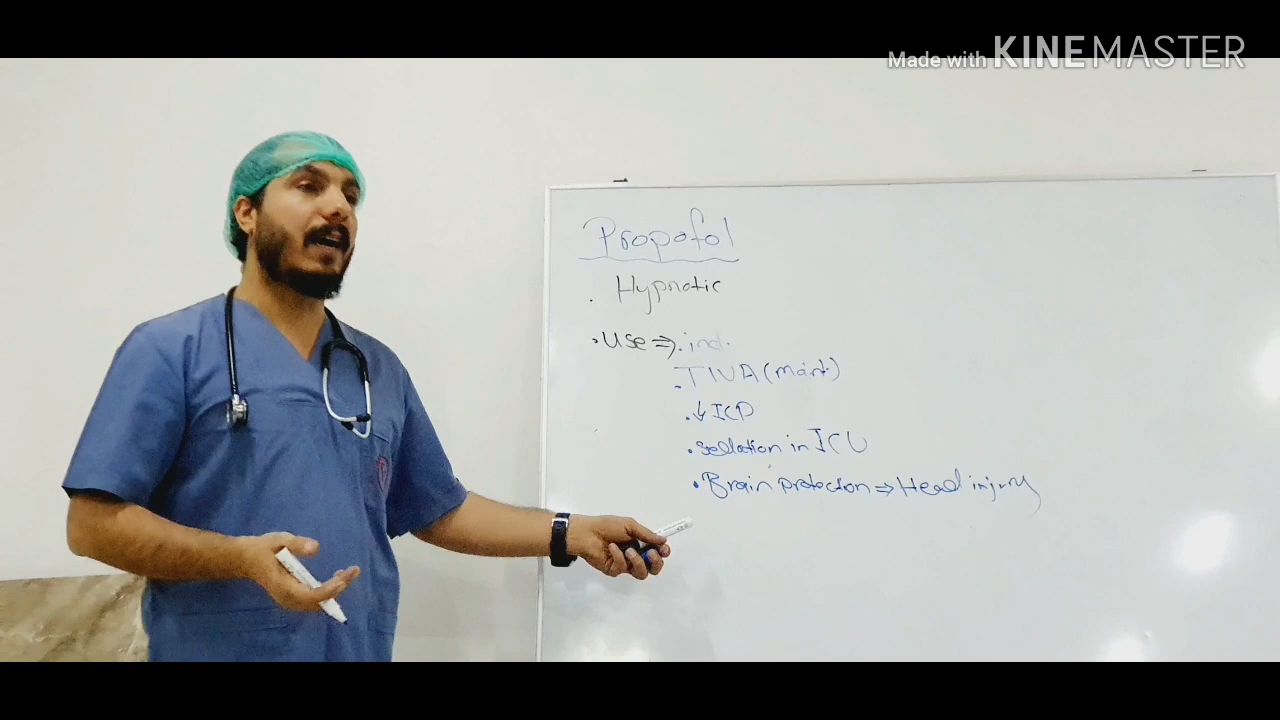 Made with KINEMASTER
Propofol
. Hypnotic
. Use ⇒ . ind.
. TIVA (maint)
. ↓ ICP
. sedation in ICU
. Brain protection ⇒ Head injury